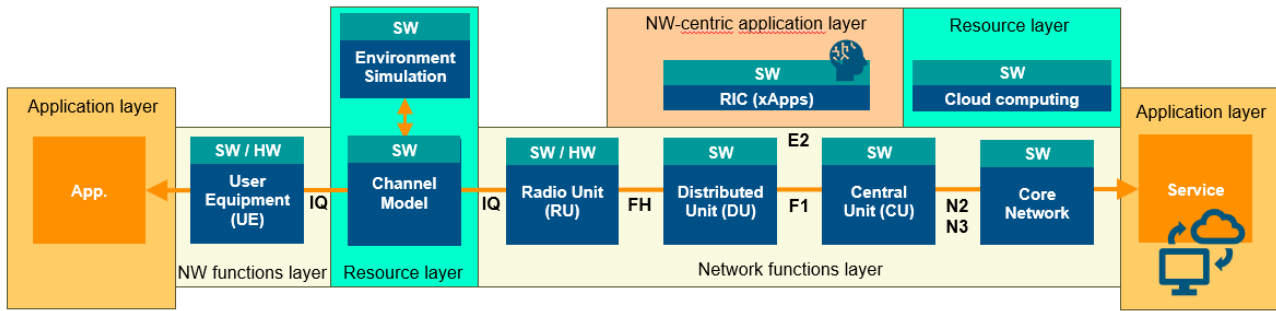 SW
Environment
Simulation
NW-centric application layer
SW
RIC (xApps)
Resource layer
SW
Cloud computing
Application layer
App.
SW / HW
User
Equipment
(UE)
IQ
SW
Channel
Model
IQ
SW / HW
Radio Unit
(RU)
FH
SW
Distributed
Unit (DU)
E2
F1
SW
Central
Unit (CU)
N2
N3
SW
Core
Network
Application layer
Service
NW functions layer
Resource layer
Network functions layer